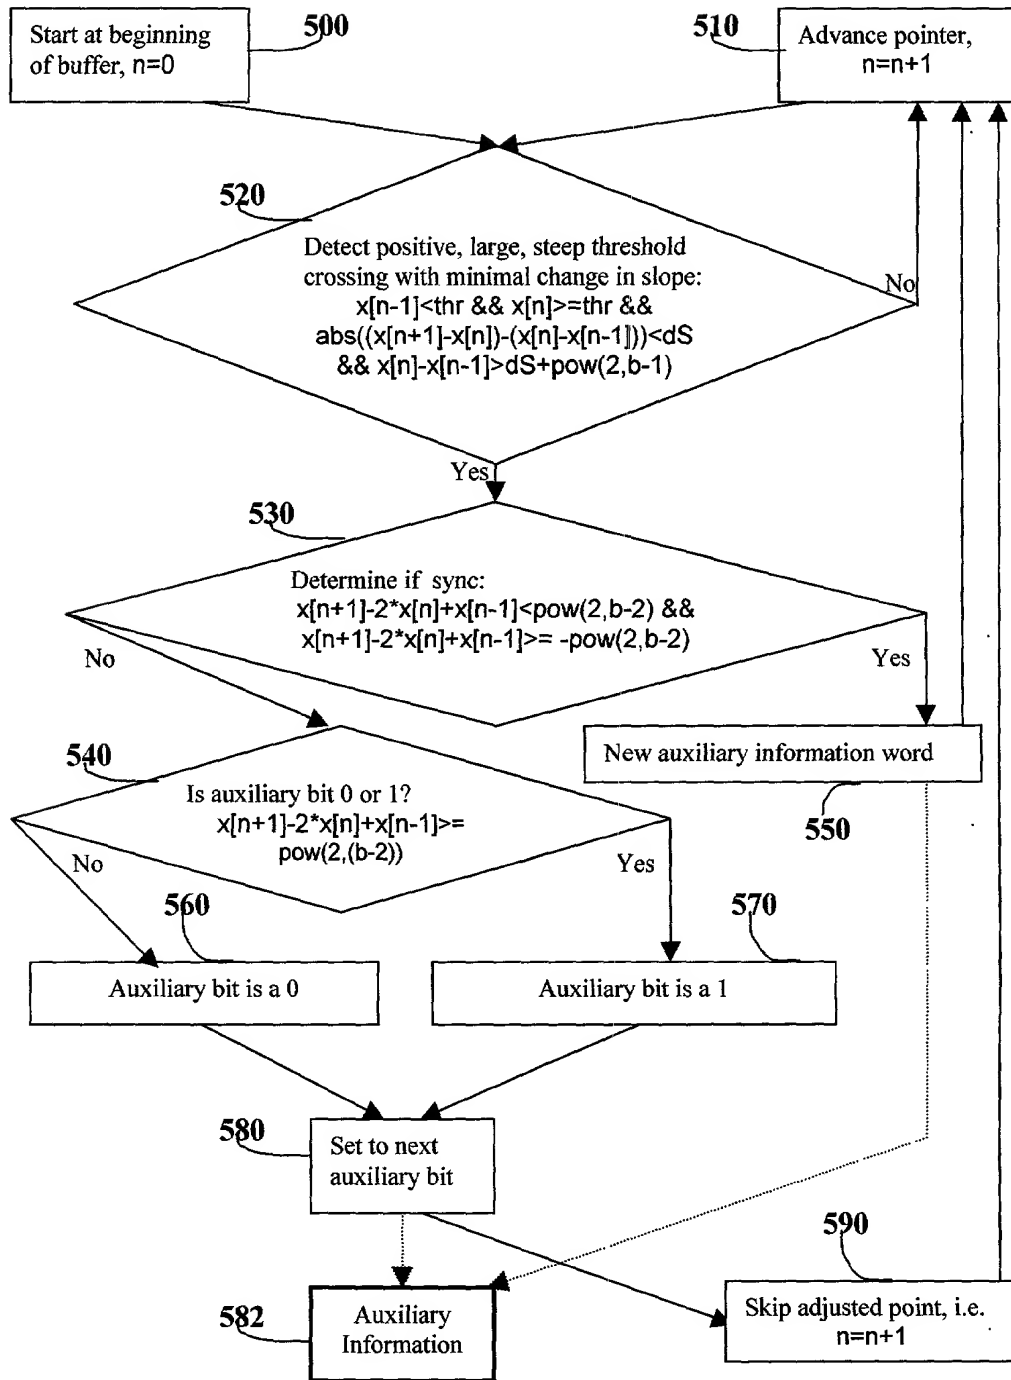 500
Start at beginning
of buffer, n=0
510
Advance pointer,
n=n+1
520
Detect positive, large, steep threshold
crossing with minimal change in slope:
x[n-1]<thr && x[n]>=thr &&
abs((x[n+1]-x[n])-(x[n]-x[n-1]))<dS
&& x[n]-x[n-1]>dS+pow(2,b-1)
No
Yes
530
Determine if sync:
x[n+1]-2*x[n]+x[n-1]<pow(2,b-2) &&
x[n+1]-2*x[n]+x[n-1]>= -pow(2,b-2)
No
Yes
540
Is auxiliary bit 0 or 1?
x[n+1]-2*x[n]+x[n-1]>=
pow(2,(b-2))
No
Yes
New auxiliary information word
550
560
Auxiliary bit is a 0
570
Auxiliary bit is a 1
580
Set to next
auxiliary bit
582
Auxiliary
Information
590
Skip adjusted point, i.e.
n=n+1